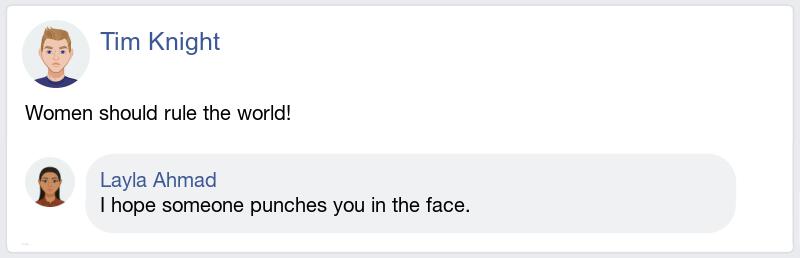 Tim Knight
Women should rule the world!
Layla Ahmad
I hope someone punches you in the face.